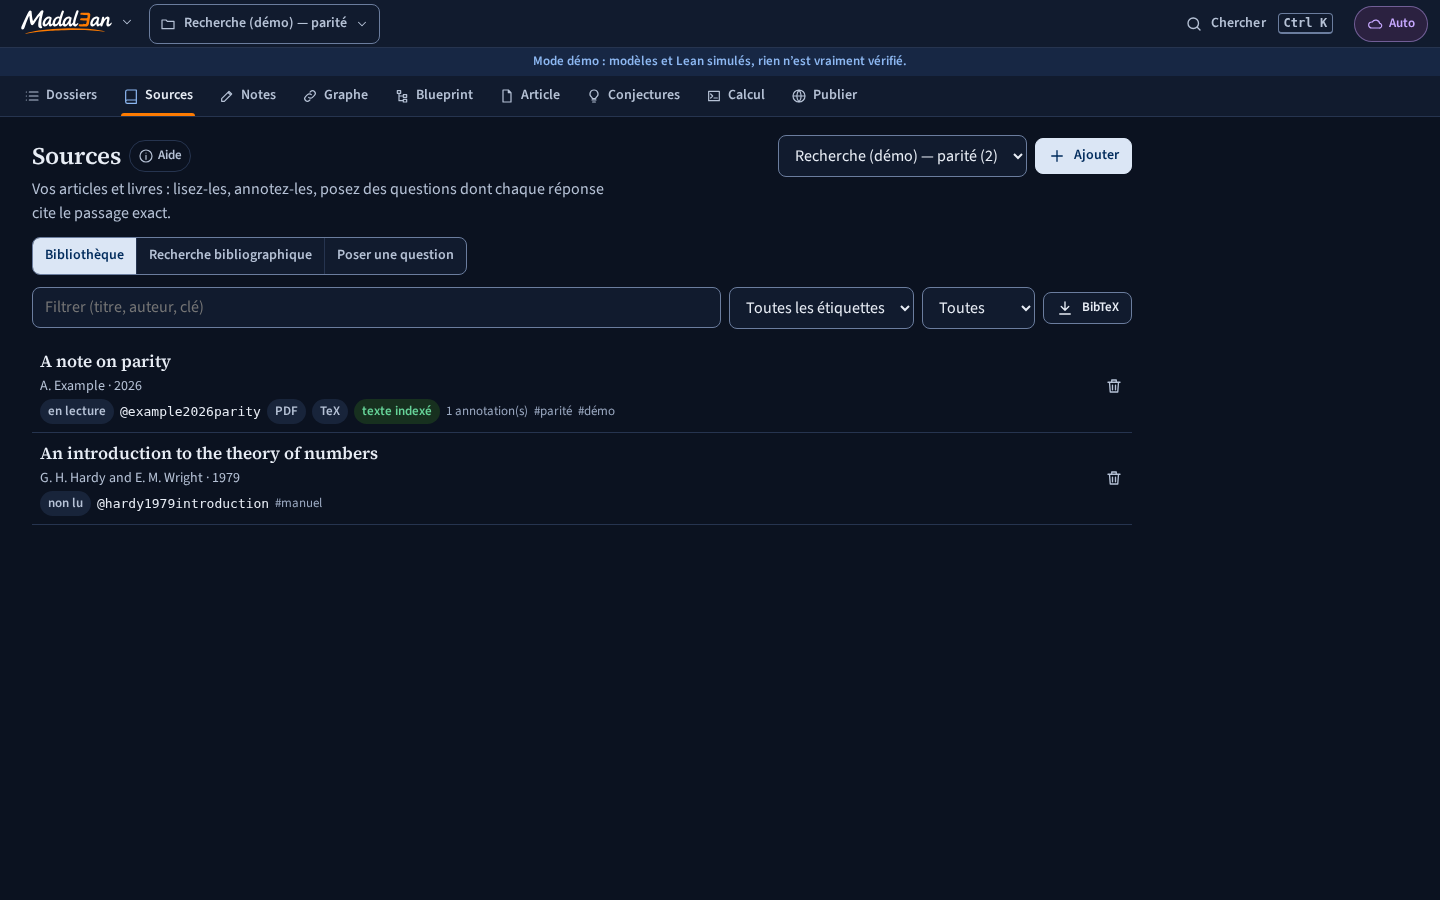 Madal∃an
Recherche (démo) — parité
Chercher
Ctrl K
Auto
Mode démo : modèles et Lean simulés, rien n’est vraiment vérifié.
Dossiers
Sources
Notes
Graphe
Blueprint
Article
Conjectures
Calcul
Publier
Sources
Aide
Recherche (démo) — parité (2)
Ajouter
Vos articles et livres : lisez-les, annotez-les, posez des questions dont chaque réponse
cite le passage exact.
Bibliothèque
Recherche bibliographique
Poser une question
Filtrer (titre, auteur, clé)
Toutes les étiquettes
Toutes
BibTeX
A note on parity
A. Example · 2026
en lecture @example2026parity PDF TeX texte indexé 1 annotation(s) #parité #démo
An introduction to the theory of numbers
G. H. Hardy and E. M. Wright · 1979
non lu @hardy1979introduction #manuel